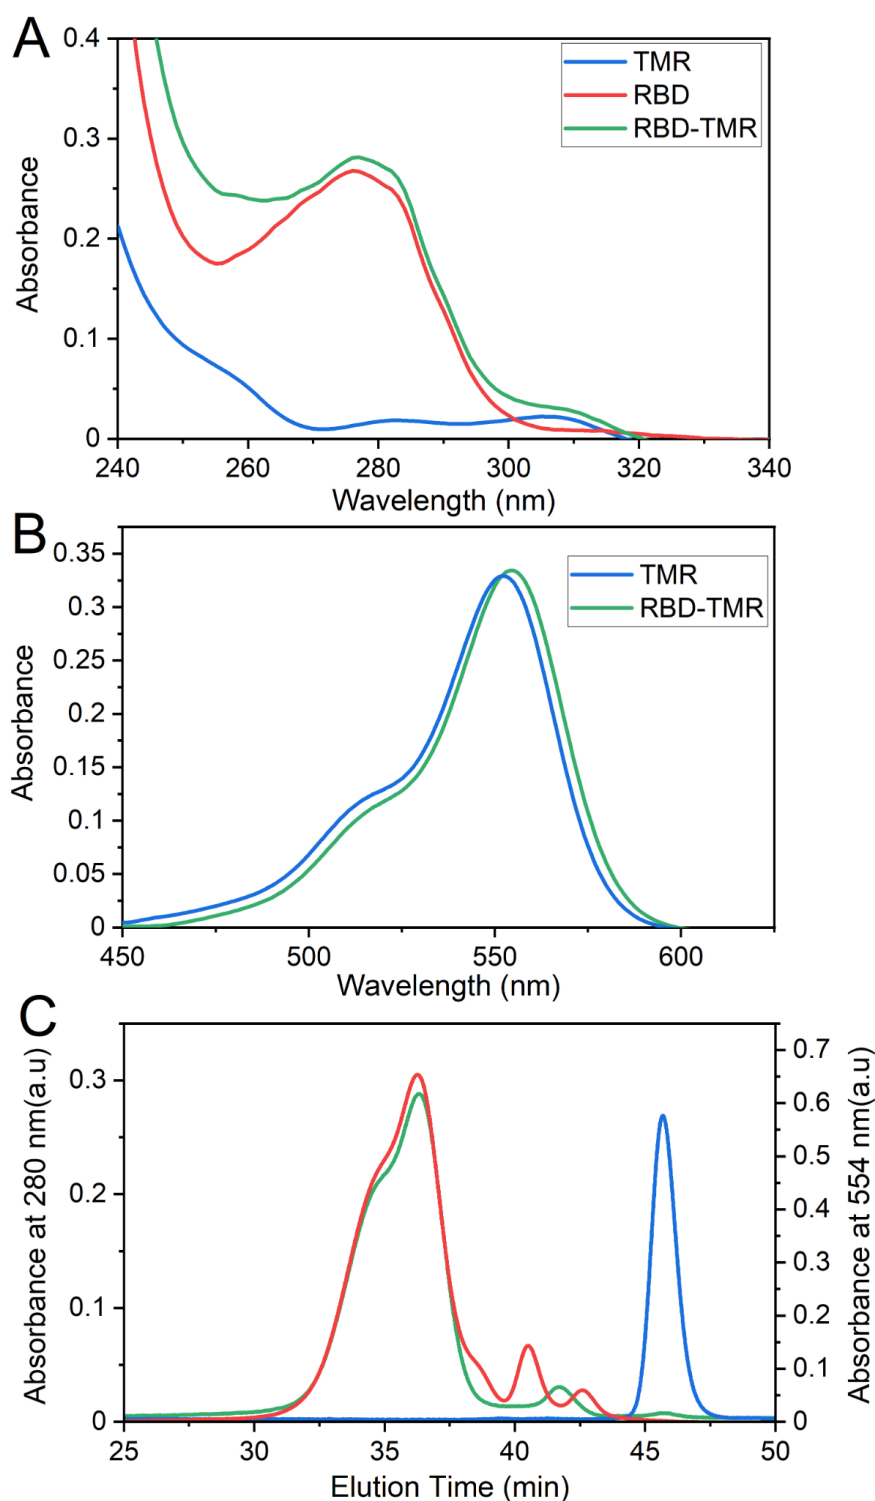 A
0.4
0.3
0.2
0.1
0
Absorbance
TMR
RBD
RBD-TMR
240
260
280
300
320
340
Wavelength (nm)
B
0.35
0.3
0.25
0.2
0.15
0.1
0.05
0
Absorbance
TMR
RBD-TMR
450
500
550
600
Wavelength (nm)
C
0.3
0.2
0.1
0
Absorbance at 280 nm(a.u)
0.7
0.6
0.5
0.4
0.3
0.2
0.1
0
Absorbance at 554 nm(a.u)
25
30
35
40
45
50
Elution Time (min)